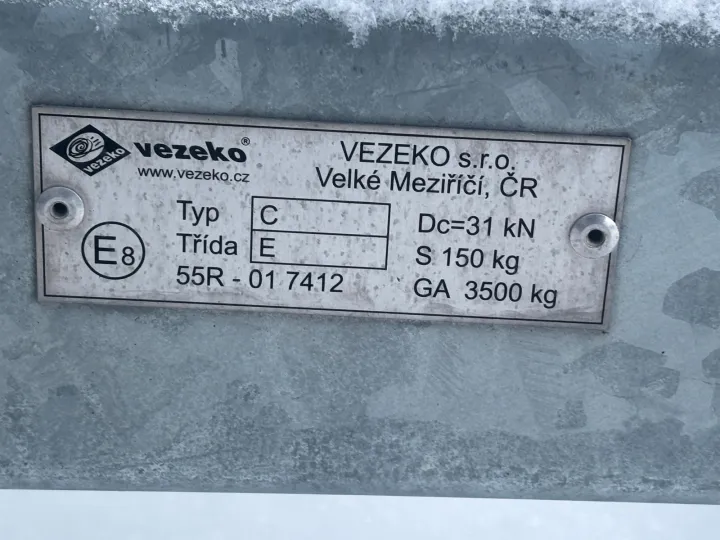 vezeko
vezeko®
www.vezeko.cz
VEZEKO s.r.o.
Velké Meziříčí, ČR
E8
Typ C
Třída E
55R - 01 7412
Dc=31 kN
S 150 kg
GA 3500 kg